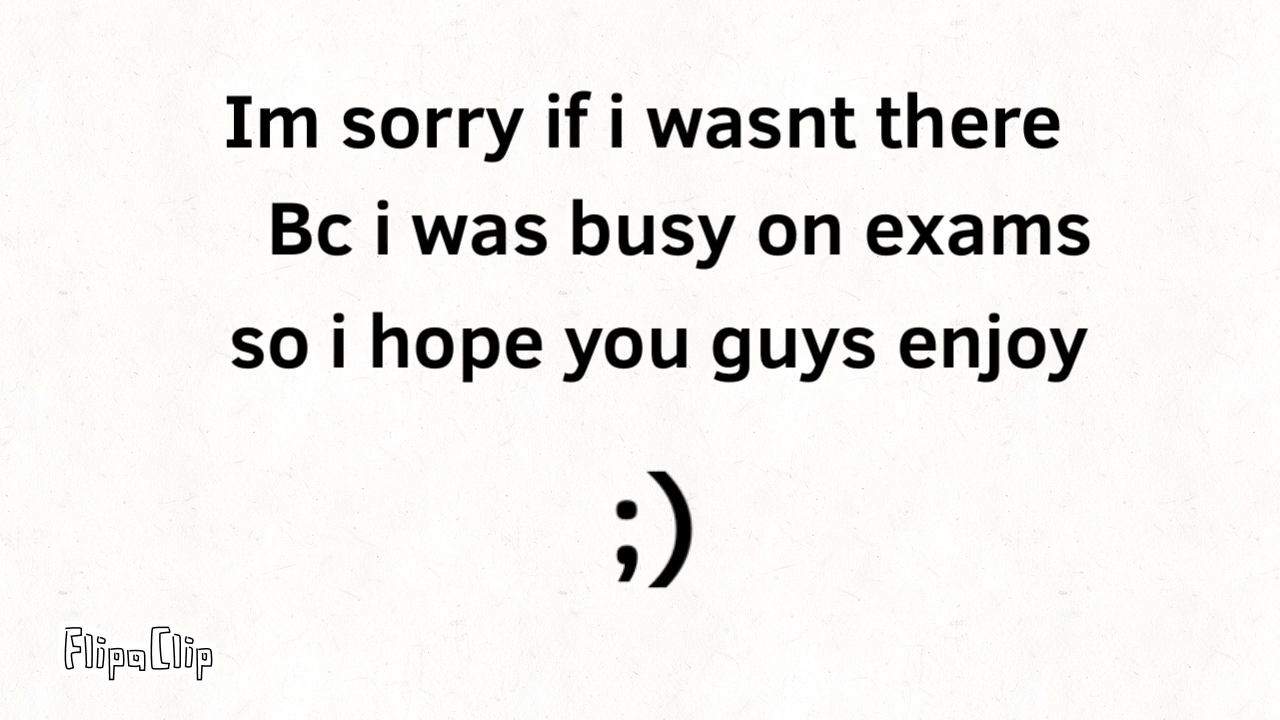 Im sorry if i wasnt there
Bc i was busy on exams
so i hope you guys enjoy
;)
FlipaClip